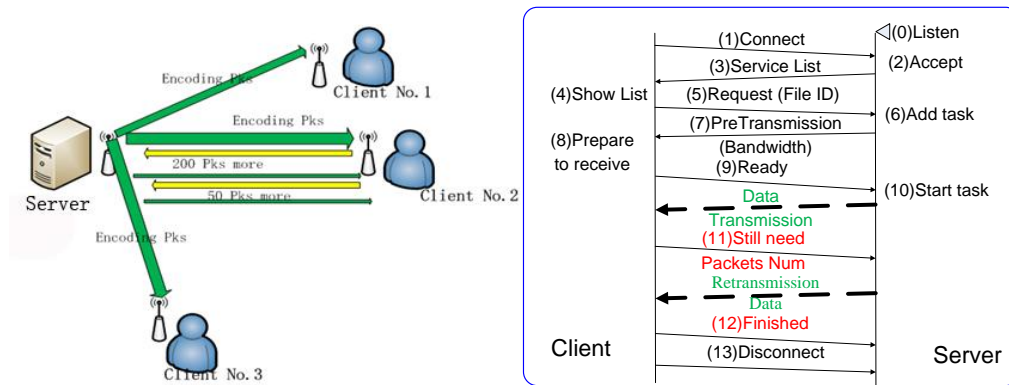 Encoding Pks
Client No.1
Encoding Pks
200 Pks more
50 Pks more
Client No.2
Server
Encoding Pks
Client No.3
(0)Listen
(1)Connect
(2)Accept
(3)Service List
(4)Show List
(5)Request (File ID)
(6)Add task
(7)PreTransmission
(Bandwidth)
(8)Prepare
to receive
(9)Ready
(10)Start task
Data
Transmission
(11)Still need
Packets Num
Retransmission
Data
(12)Finished
(13)Disconnect
Client
Server